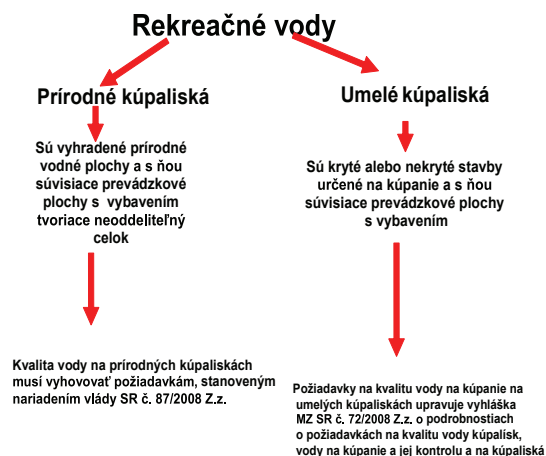 Rekreačné vody
Prírodné kúpaliská
Sú vyhradené prírodné
vodné plochy a s ňou
súvisiace prevádzkové
plochy s vybavením
tvoriace neoddeliteľný
celok
Kvalita vody na prírodných kúpaliskách
musí vyhovovať požiadavkám, stanoveným
nariadením vlády SR č. 87/2008 Z.z.
Umelé kúpaliská
Sú kryté alebo nekryté stavby
určené na kúpanie a s ňou
súvisiace prevádzkové plochy
s vybavením
Požiadavky na kvalitu vody na kúpanie na
umelých kúpaliskách upravuje vyhláška
MZ SR č. 72/2008 Z.z. o podrobnostiach
o požiadavkách na kvalitu vody kúpalísk,
vody na kúpanie a jej kontrolu a na kúpaliská